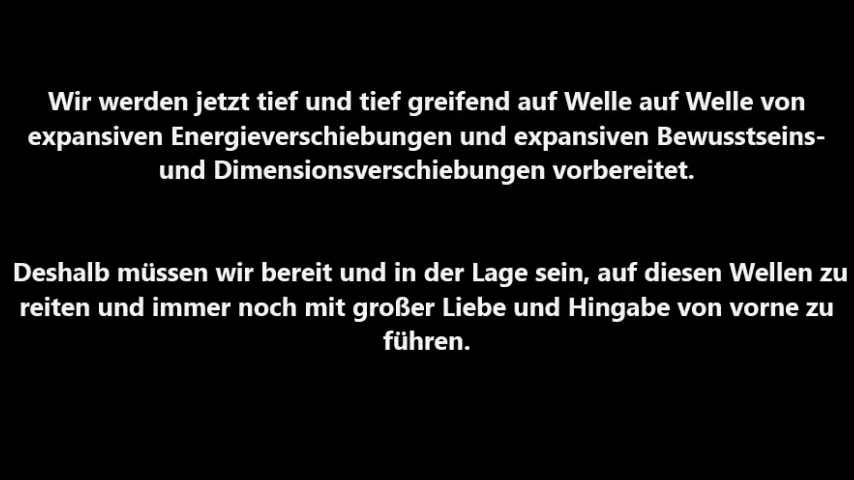 Wir werden jetzt tief und tief greifend auf Welle auf Welle von
expansiven Energieverschiebungen und expansiven Bewusstseins-
und Dimensionsverschiebungen vorbereitet.
Deshalb müssen wir bereit und in der Lage sein, auf diesen Wellen zu
reiten und immer noch mit großer Liebe und Hingabe von vorne zu
führen.